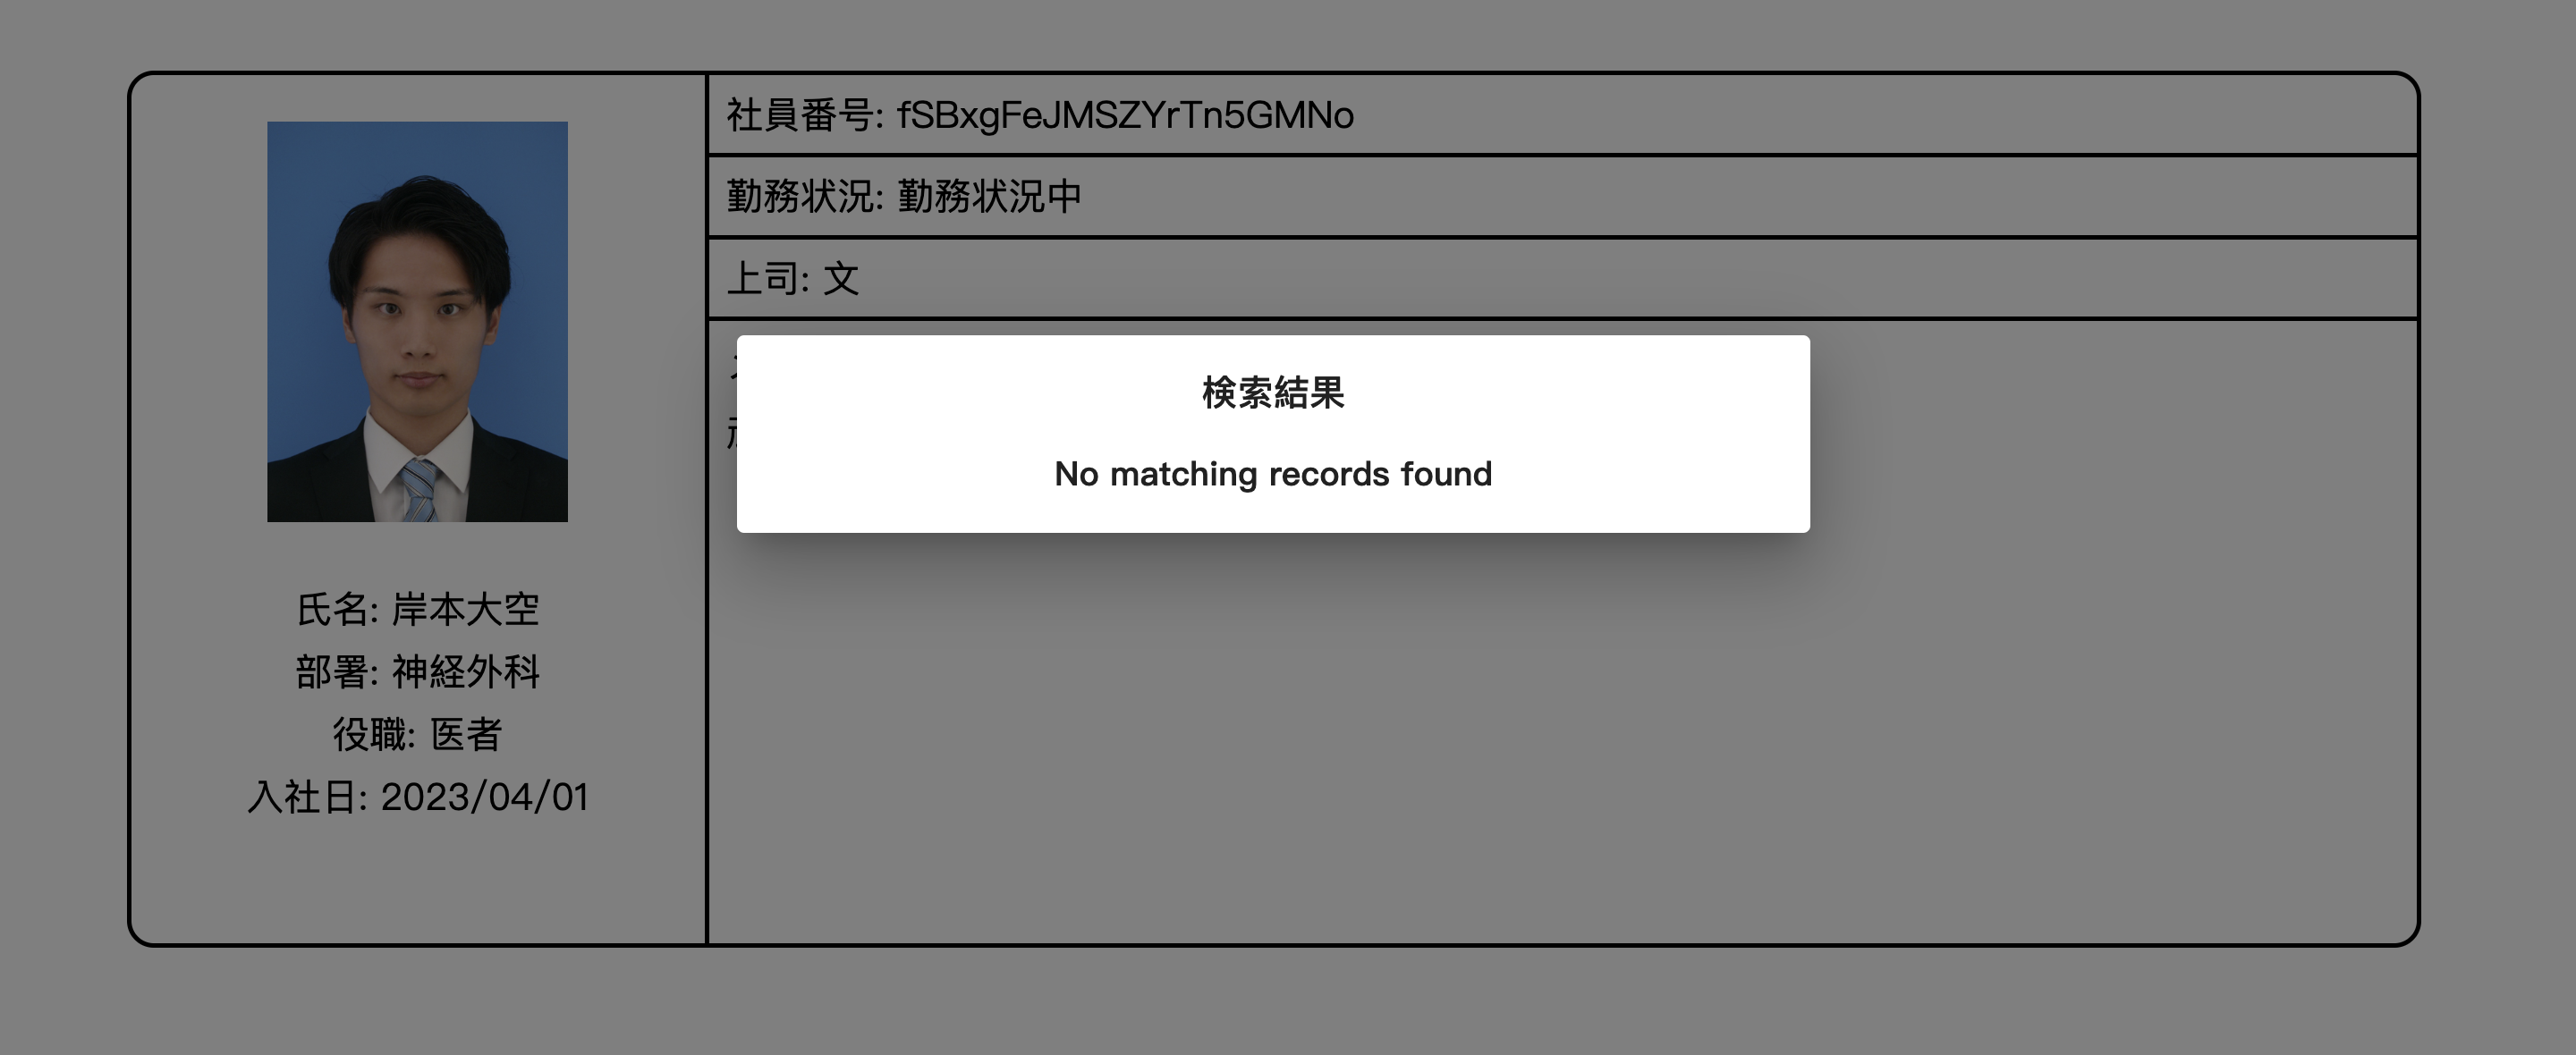 社員番号: fSBxgFeJMSZYrTn5GMNo
勤務状況: 勤務状況中
上司: 文
検索結果
No matching records found
氏名: 岸本大空
部署: 神経外科
役職: 医者
入社日: 2023/04/01